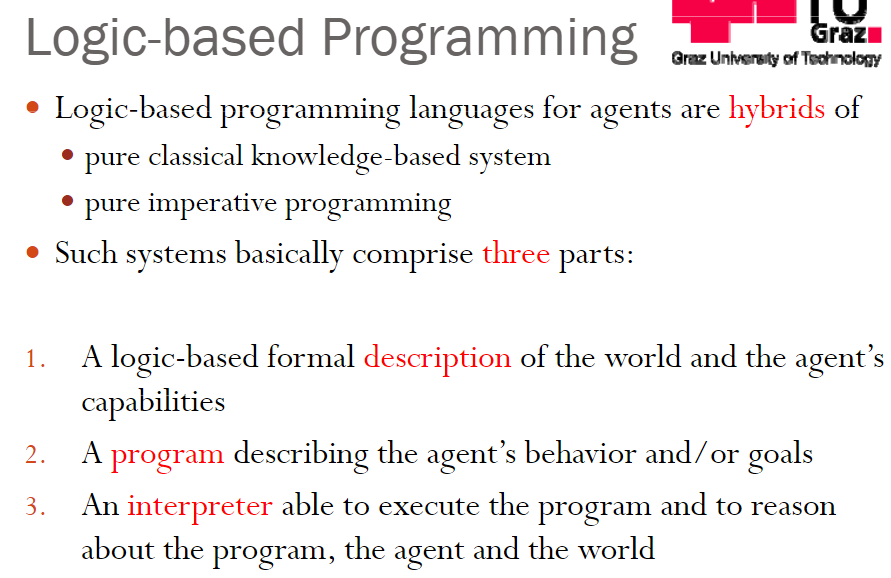 Logic-based Programming
TU
Graz
Graz University of Technology
• Logic-based programming languages for agents are hybrids of
• pure classical knowledge-based system
• pure imperative programming
• Such systems basically comprise three parts:
1. A logic-based formal description of the world and the agent’s
capabilities
2. A program describing the agent’s behavior and/or goals
3. An interpreter able to execute the program and to reason
about the program, the agent and the world